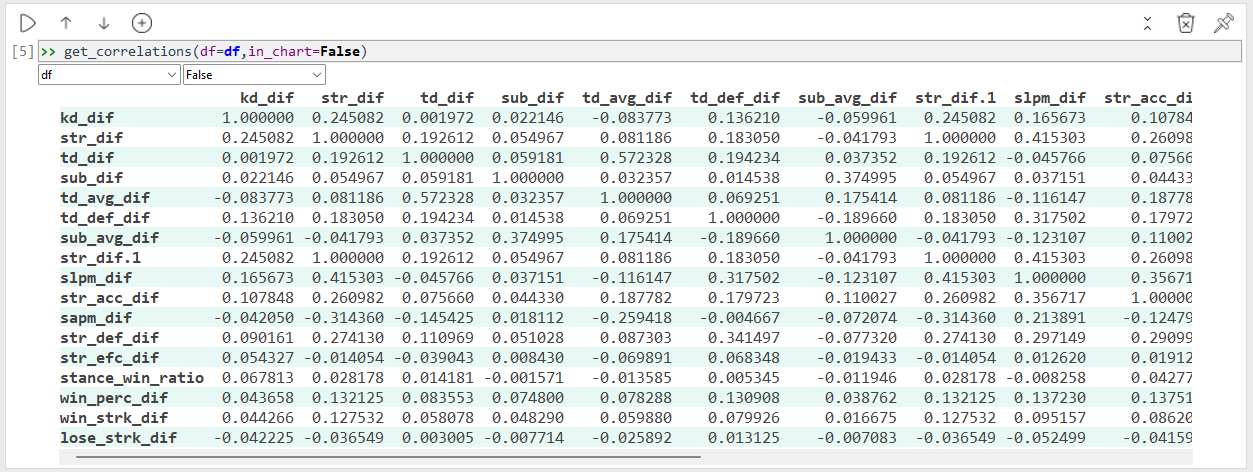 [5] >> get_correlations(df=df,in_chart=False)
df False
kd_dif str_dif td_dif sub_dif td_avg_dif td_def_dif sub_avg_dif str_dif.1 slpm_dif str_acc_di
kd_dif 1.000000 0.245082 0.001972 0.022146 -0.083773 0.136210 -0.059961 0.245082 0.165673 0.10784
str_dif 0.245082 1.000000 0.192612 0.054967 0.081186 0.183050 -0.041793 1.000000 0.415303 0.26098
td_dif 0.001972 0.192612 1.000000 0.059181 0.572328 0.194234 0.037352 0.192612 -0.045766 0.07566
sub_dif 0.022146 0.054967 0.059181 1.000000 0.032357 0.014538 0.374995 0.054967 0.037151 0.04433
td_avg_dif -0.083773 0.081186 0.572328 0.032357 1.000000 0.069251 0.175414 0.081186 -0.116147 0.18778
td_def_dif 0.136210 0.183050 0.194234 0.014538 0.069251 1.000000 -0.189660 0.183050 0.317502 0.17972
sub_avg_dif -0.059961 -0.041793 0.037352 0.374995 0.175414 -0.189660 1.000000 -0.041793 -0.123107 0.11002
str_dif.1 0.245082 1.000000 0.192612 0.054967 0.081186 0.183050 -0.041793 1.000000 0.415303 0.26098
slpm_dif 0.165673 0.415303 -0.045766 0.037151 -0.116147 0.317502 -0.123107 0.415303 1.000000 0.35671
str_acc_dif 0.107848 0.260982 0.075660 0.044330 0.187782 0.179723 0.110027 0.260982 0.356717 1.00000
sapm_dif -0.042050 -0.314360 -0.145425 0.018112 -0.259418 -0.004667 -0.072074 -0.314360 0.213891 -0.12479
str_def_dif 0.090161 0.274130 0.110969 0.051028 0.087303 0.341497 -0.077320 0.274130 0.297149 0.29099
str_efc_dif 0.054327 -0.014054 -0.039043 0.008430 -0.069891 0.068348 -0.019433 -0.014054 0.012620 0.01912
stance_win_ratio 0.067813 0.028178 0.014181 -0.001571 -0.013585 0.005345 -0.011946 0.028178 -0.008258 0.04277
win_perc_dif 0.043658 0.132125 0.083553 0.074800 0.078288 0.130908 0.038762 0.132125 0.137230 0.13751
win_strk_dif 0.044266 0.127532 0.058078 0.048290 0.059880 0.079926 0.016675 0.127532 0.095157 0.08620
lose_strk_dif -0.042225 -0.036549 0.003005 -0.007714 -0.025892 0.013125 -0.007083 -0.036549 -0.052499 -0.04159